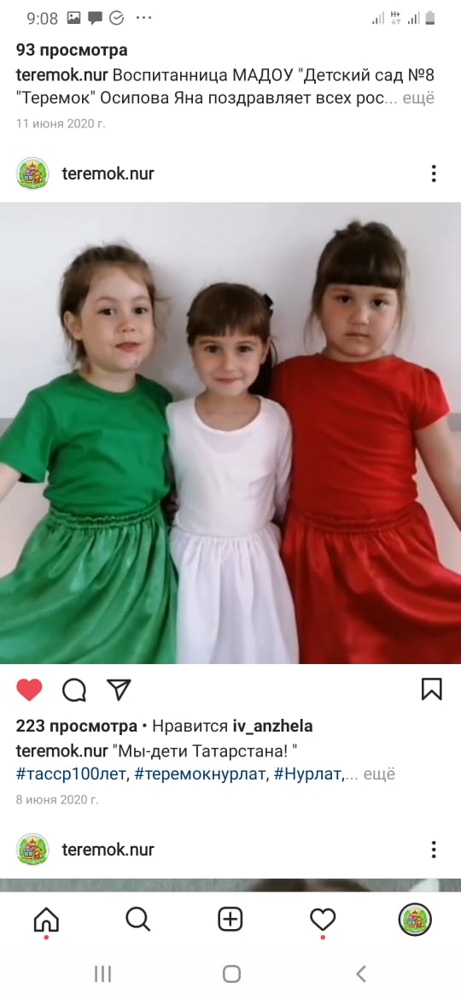 9:08
H+
93 просмотра
teremok.nur Воспитанница МАДОУ "Детский сад №8
"Теремок" Осипова Яна поздравляет всех рос... ещё
11 июня 2020 г.
teremok.nur
223 просмотра • Нравится iv_anzhela
teremok.nur "Мы-дети Татарстана! "
#тасср100лет, #теремокнурлат, #Нурлат,... ещё
8 июня 2020 г.
teremok.nur